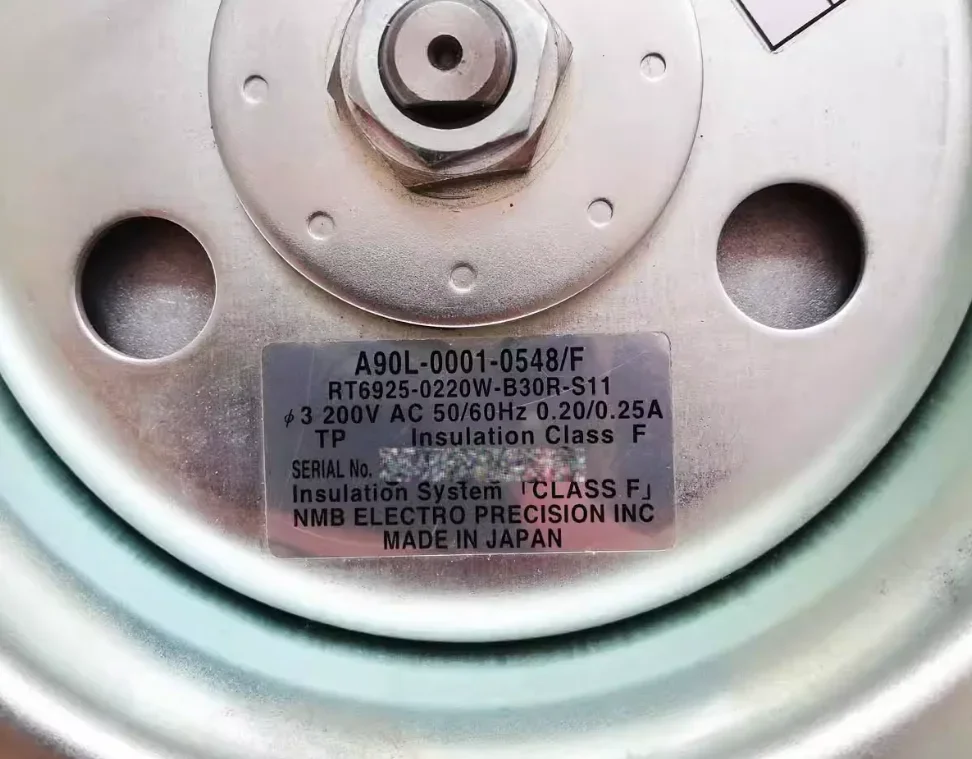 A90L-0001-0548/F
RT6925-0220W-B30R-S11
φ3 200V AC 50/60Hz 0.20/0.25A
TP Insulation Class F
SERIAL No.
Insulation System 「CLASS F」
NMB ELECTRO PRECISION INC
MADE IN JAPAN